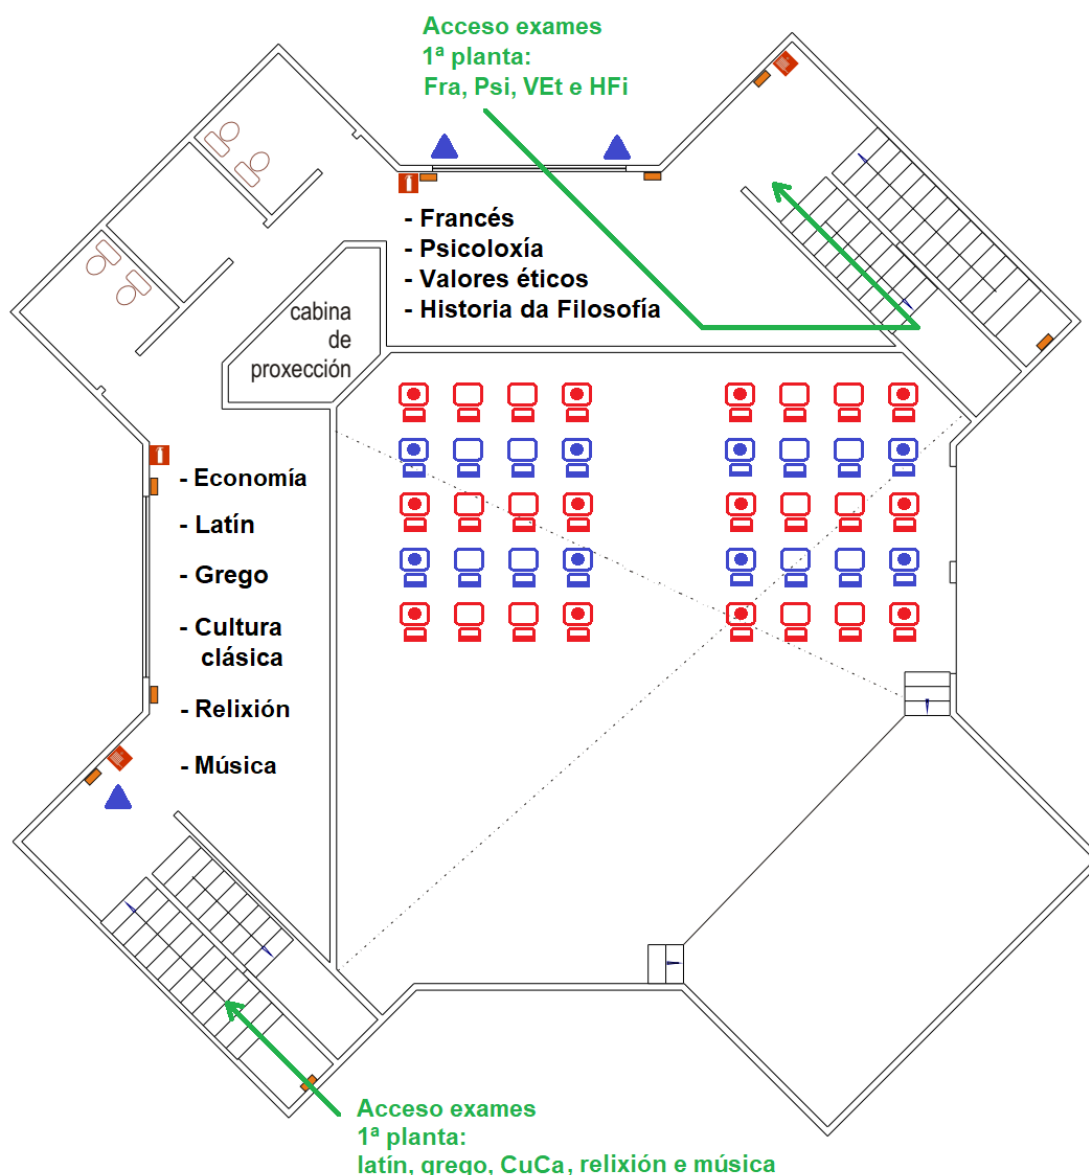 Acceso exames
1ª planta:
Fra, Psi, VEt e HFi
- Francés
- Psicoloxía
- Valores éticos
- Historia da Filosofía
cabina
de
proxección
- Economía
- Latín
- Grego
- Cultura
clásica
- Relixión
- Música
Acceso exames
1ª planta:
latín, grego, CuCa, relixión e música